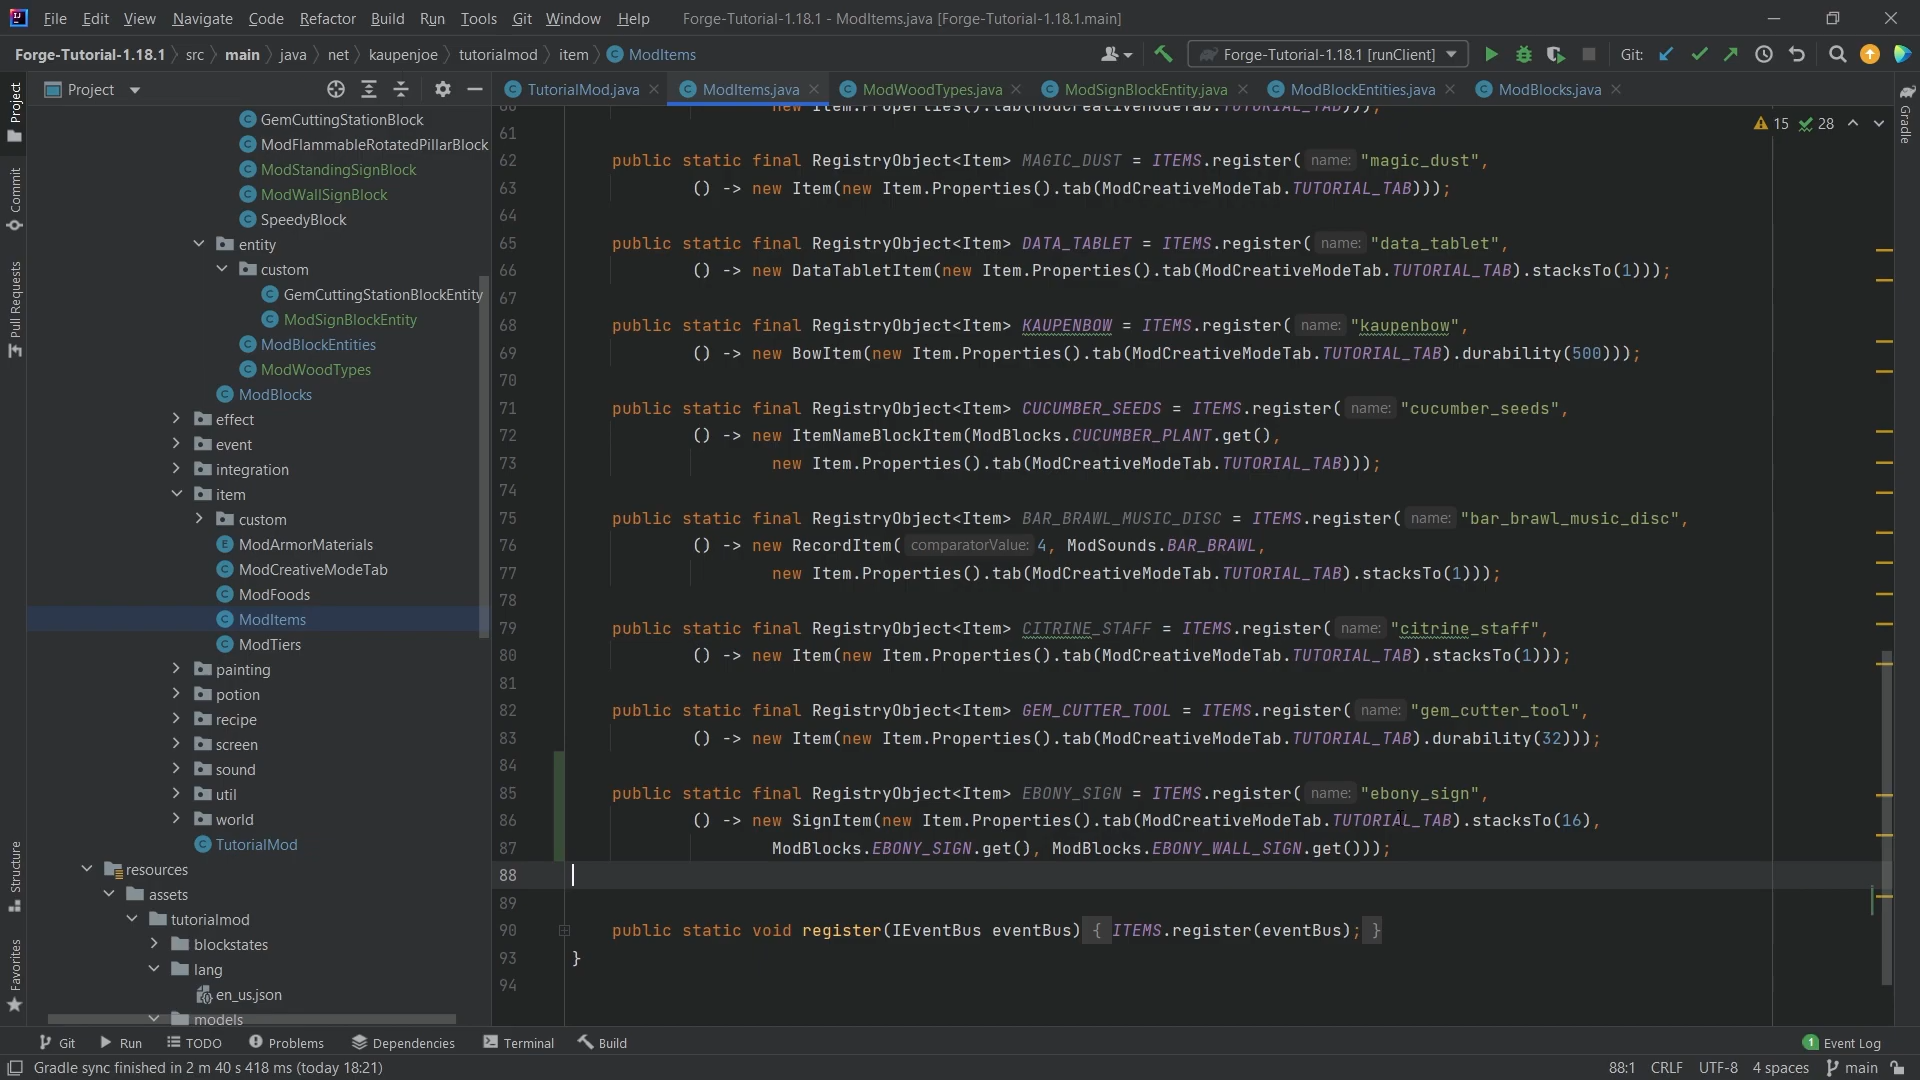 File Edit View Navigate Code Refactor Build Run Tools Git Window Help Forge-Tutorial-1.18.1 - ModItems.java [Forge-Tutorial-1.18.1.main]
Forge-Tutorial-1.18.1 src main java net kaupenjoe tutorialmod item ModItems Forge-Tutorial-1.18.1 [runClient] Git:
Project TutorialMod.java ModItems.java ModWoodTypes.java ModSignBlockEntity.java ModBlockEntities.java ModBlocks.java
Project
Commit
Pull Requests
Structure
Favorites
Gradle
GemCuttingStationBlock
ModFlammableRotatedPillarBlock
ModStandingSignBlock
ModWallSignBlock
SpeedyBlock
entity
custom
GemCuttingStationBlockEntity
ModSignBlockEntity
ModBlockEntities
ModWoodTypes
ModBlocks
effect
event
integration
item
custom
ModArmorMaterials
ModCreativeModeTab
ModFoods
ModItems
ModTiers
painting
potion
recipe
screen
sound
util
world
TutorialMod
resources
assets
tutorialmod
blockstates
lang
en_us.json
models
15 28
60 new Item.Properties().tab(ModCreativeModeTab.TUTORIAL_TAB)));
61
62 public static final RegistryObject<Item> MAGIC_DUST = ITEMS.register( name: "magic_dust",
63 () -> new Item(new Item.Properties().tab(ModCreativeModeTab.TUTORIAL_TAB)));
64
65 public static final RegistryObject<Item> DATA_TABLET = ITEMS.register( name: "data_tablet",
66 () -> new DataTabletItem(new Item.Properties().tab(ModCreativeModeTab.TUTORIAL_TAB).stacksTo(1)));
67
68 public static final RegistryObject<Item> KAUPENBOW = ITEMS.register( name: "kaupenbow",
69 () -> new BowItem(new Item.Properties().tab(ModCreativeModeTab.TUTORIAL_TAB).durability(500)));
70
71 public static final RegistryObject<Item> CUCUMBER_SEEDS = ITEMS.register( name: "cucumber_seeds",
72 () -> new ItemNameBlockItem(ModBlocks.CUCUMBER_PLANT.get(),
73 new Item.Properties().tab(ModCreativeModeTab.TUTORIAL_TAB)));
74
75 public static final RegistryObject<Item> BAR_BRAWL_MUSIC_DISC = ITEMS.register( name: "bar_brawl_music_disc",
76 () -> new RecordItem( comparatorValue: 4, ModSounds.BAR_BRAWL,
77 new Item.Properties().tab(ModCreativeModeTab.TUTORIAL_TAB).stacksTo(1)));
78
79 public static final RegistryObject<Item> CITRINE_STAFF = ITEMS.register( name: "citrine_staff",
80 () -> new Item(new Item.Properties().tab(ModCreativeModeTab.TUTORIAL_TAB).stacksTo(1)));
81
82 public static final RegistryObject<Item> GEM_CUTTER_TOOL = ITEMS.register( name: "gem_cutter_tool",
83 () -> new Item(new Item.Properties().tab(ModCreativeModeTab.TUTORIAL_TAB).durability(32)));
84
85 public static final RegistryObject<Item> EBONY_SIGN = ITEMS.register( name: "ebony_sign",
86 () -> new SignItem(new Item.Properties().tab(ModCreativeModeTab.TUTORIAL_TAB).stacksTo(16),
87 ModBlocks.EBONY_SIGN.get(), ModBlocks.EBONY_WALL_SIGN.get()));
88
89
90 public static void register(IEventBus eventBus) { ITEMS.register(eventBus); }
93 }
94
Git Run TODO Problems Dependencies Terminal Build 1 Event Log
Gradle sync finished in 2 m 40 s 418 ms (today 18:21) 88:1 CRLF UTF-8 4 spaces main